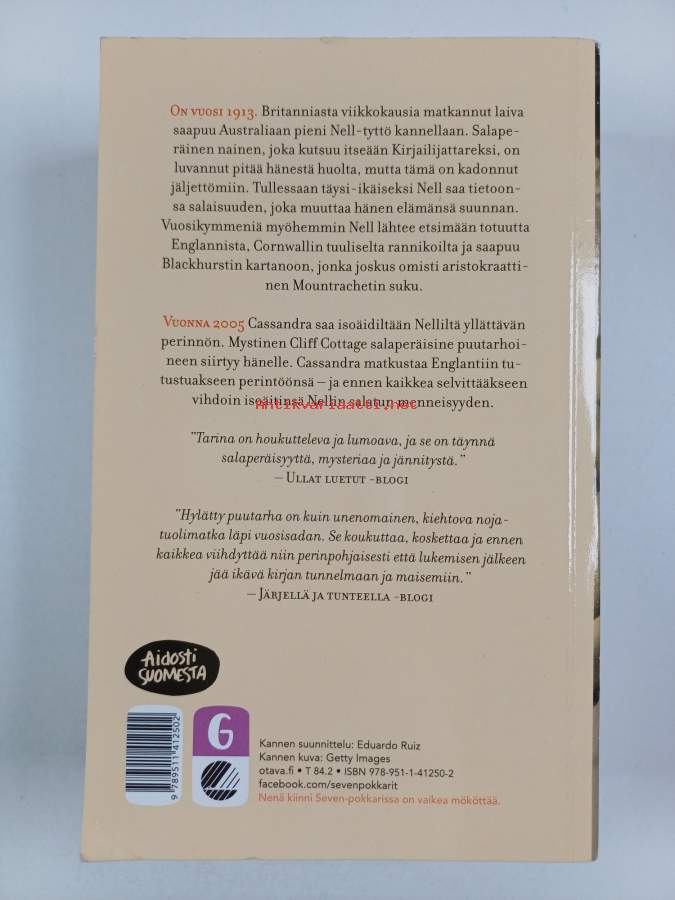 On vuosi 1913. Britanniasta viikkokausia matkannut laiva
saapuu Australiaan pieni Nell-tyttö kannellaan. Salape-
räinen nainen, joka kutsuu itseään Kirjailijattareksi, on
luvannut pitää hänestä huolta, mutta tämä on kadonnut
jäljettömiin. Tullessaan täysi-ikäiseksi Nell saa tietoon-
sa salaisuuden, joka muuttaa hänen elämänsä suunnan.
Vuosikymmeniä myöhemmin Nell lähtee etsimään totuutta
Englannista, Cornwallin tuuliselta rannikoilta ja saapuu
Blackhurstin kartanoon, jonka joskus omisti aristokraatti-
nen Mountrachetin suku.
Vuonna 2005 Cassandra saa isoäidiltään Nelliltä yllättävän
perinnön. Mystinen Cliff Cottage salaperäisine puutarhoi-
neen siirtyy hänelle. Cassandra matkustaa Englantiin tu-
tustuakseen perintöönsä – ja ennen kaikkea selvittääkseen
vihdoin isoäitinsä Nellin salatun menneisyyden.
Antikvariaatti.net
"Tarina on houkutteleva ja lumoava, ja se on täynnä
salaperäisyyttä, mysteriaa ja jännitystä."
– Ullat luetut -blogi
"Hylätty puutarha on kuin unenomainen, kiehtova noja-
tuolimatka läpi vuosisadan. Se koukuttaa, koskettaa ja ennen
kaikkea viihdyttää niin perinpohjaisesti että lukemisen jälkeen
jää ikävä kirjan tunnelmaan ja maisemiin."
– Järjellä ja tunteella -blogi
Aidosti
SUOMESTA
G
9 789511 412502
Kannen suunnittelu: Eduardo Ruiz
Kannen kuva: Getty Images
otava.fi • T 84.2 • ISBN 978-951-1-41250-2
facebook.com/sevenpokkarit
Nenä kiinni Seven-pokkarissa on vaikea mököttää.